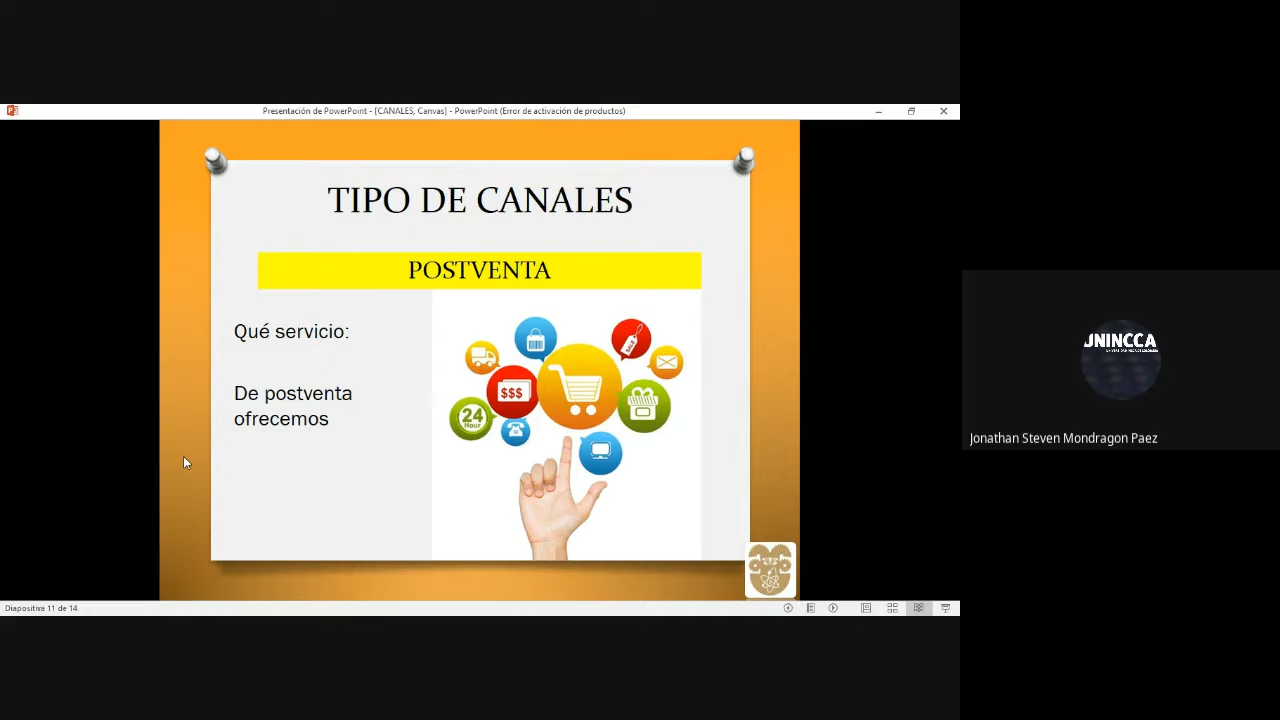 Presentación de PowerPoint - [CANALES, Canvas] - PowerPoint (Error de activación de productos)
TIPO DE CANALES
POSTVENTA
Qué servicio:
De postventa
ofrecemos
SALE
$$$
24
Hour
UNINCCA
Jonathan Steven Mondragon Paez
Diapositiva 11 de 14